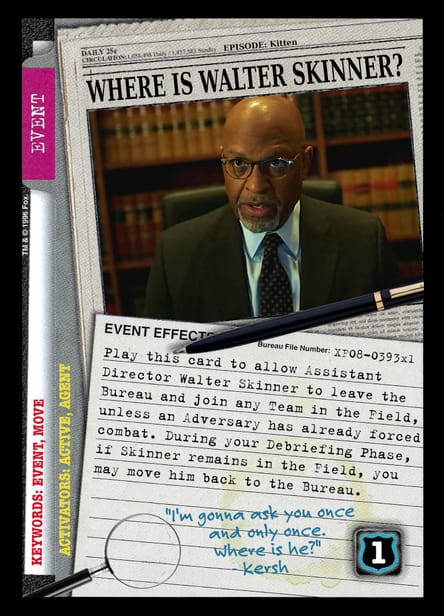 DAILY 25¢
EPISODE: Kitten
WHERE IS WALTER SKINNER?
EVENT
TM & © 1996 Fox.
EVENT EFFECT
Bureau File Number: XF08-0393x1
Play this card to allow Assistant
Director Walter Skinner to leave the
Bureau and join any Team in the Field,
unless an Adversary has already forced
combat. During your Debriefing Phase,
if Skinner remains in the Field, you
may move him back to the Bureau.
"I'm gonna ask you once
and only once.
Where is he?"
- Kersh
1
KEYWORDS: EVENT, MOVE
ACTIVATORS: ACTIVE, AGENT